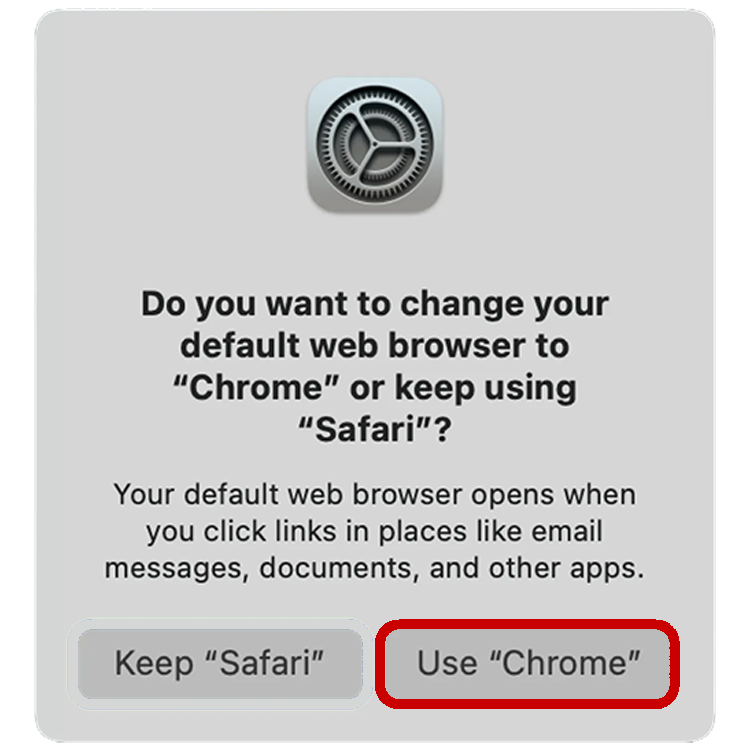 Do you want to change your
default web browser to
“Chrome” or keep using
“Safari”?
Your default web browser opens when
you click links in places like email
messages, documents, and other apps.
Keep “Safari”
Use “Chrome”